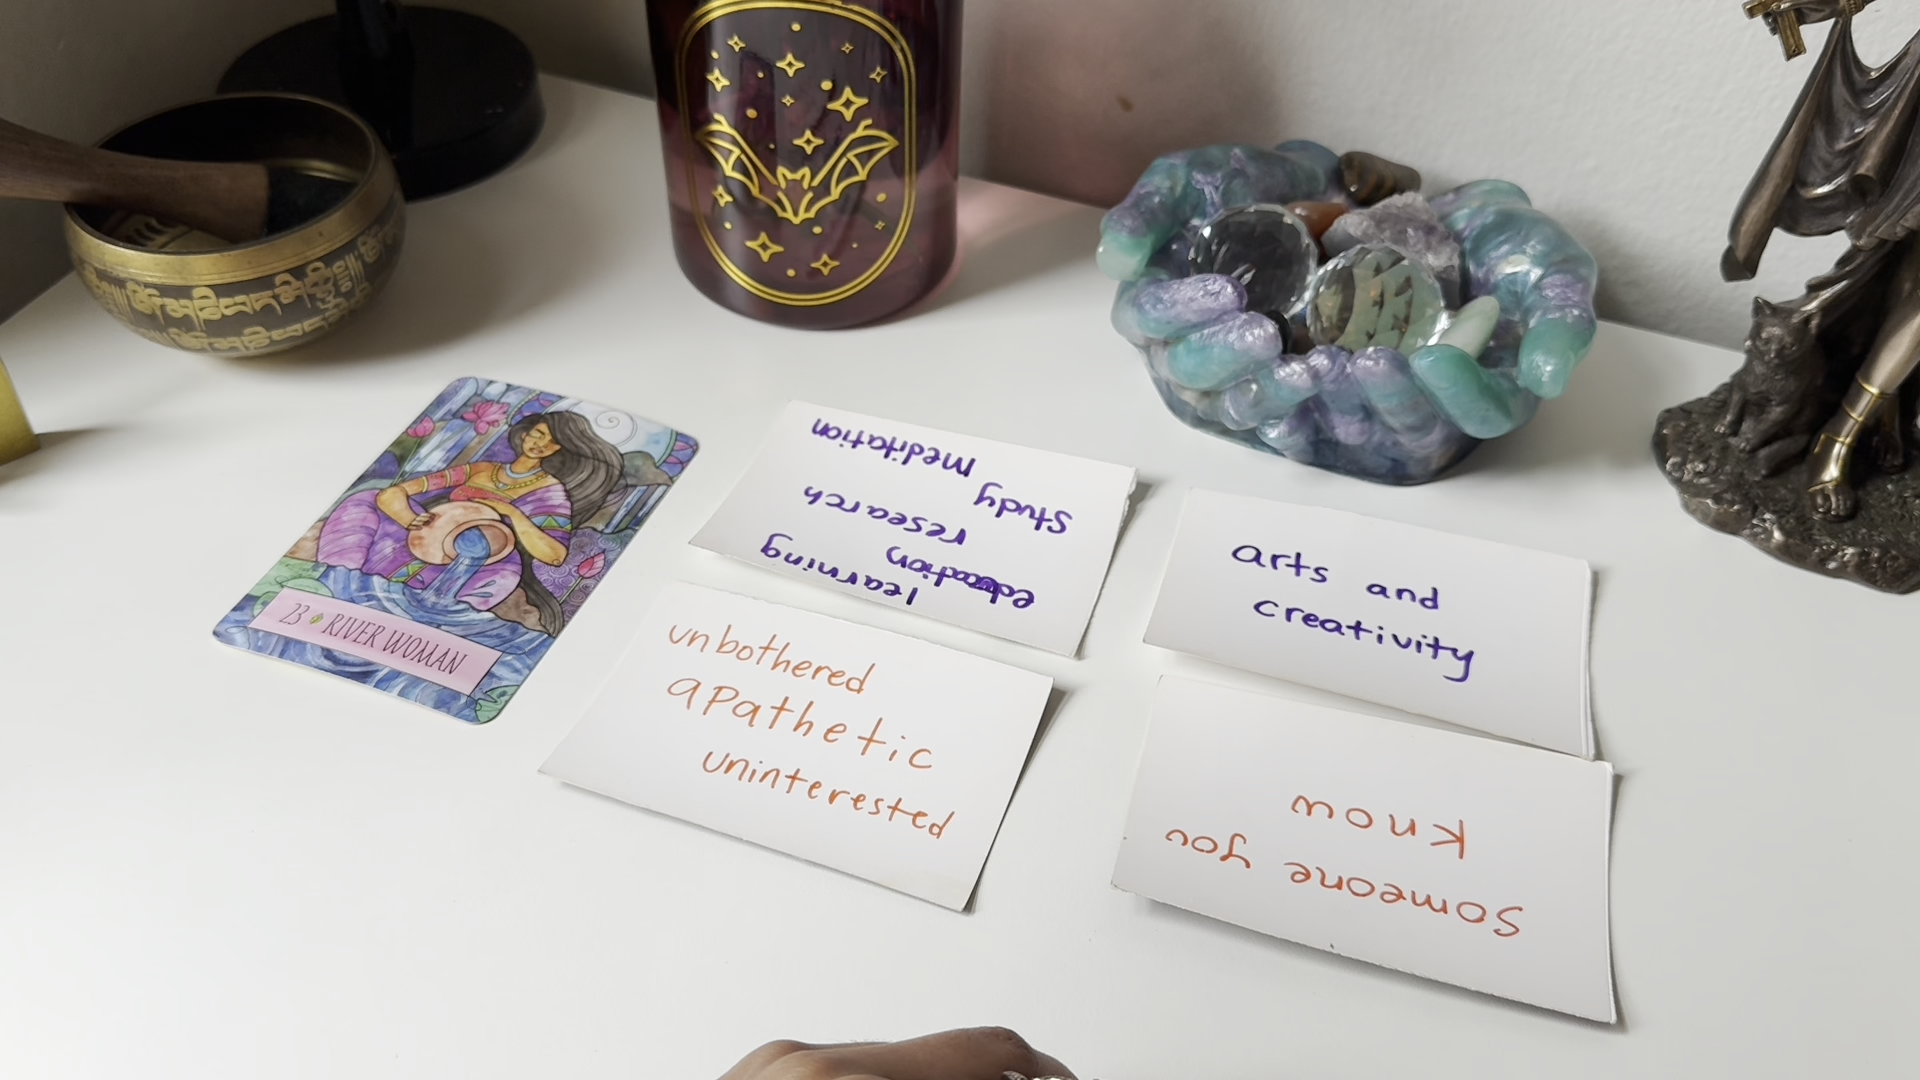 23 RIVER WOMAN
learning
education
research
study meditation
arts and
creativity
unbothered
apathetic
uninterested
someone you
know